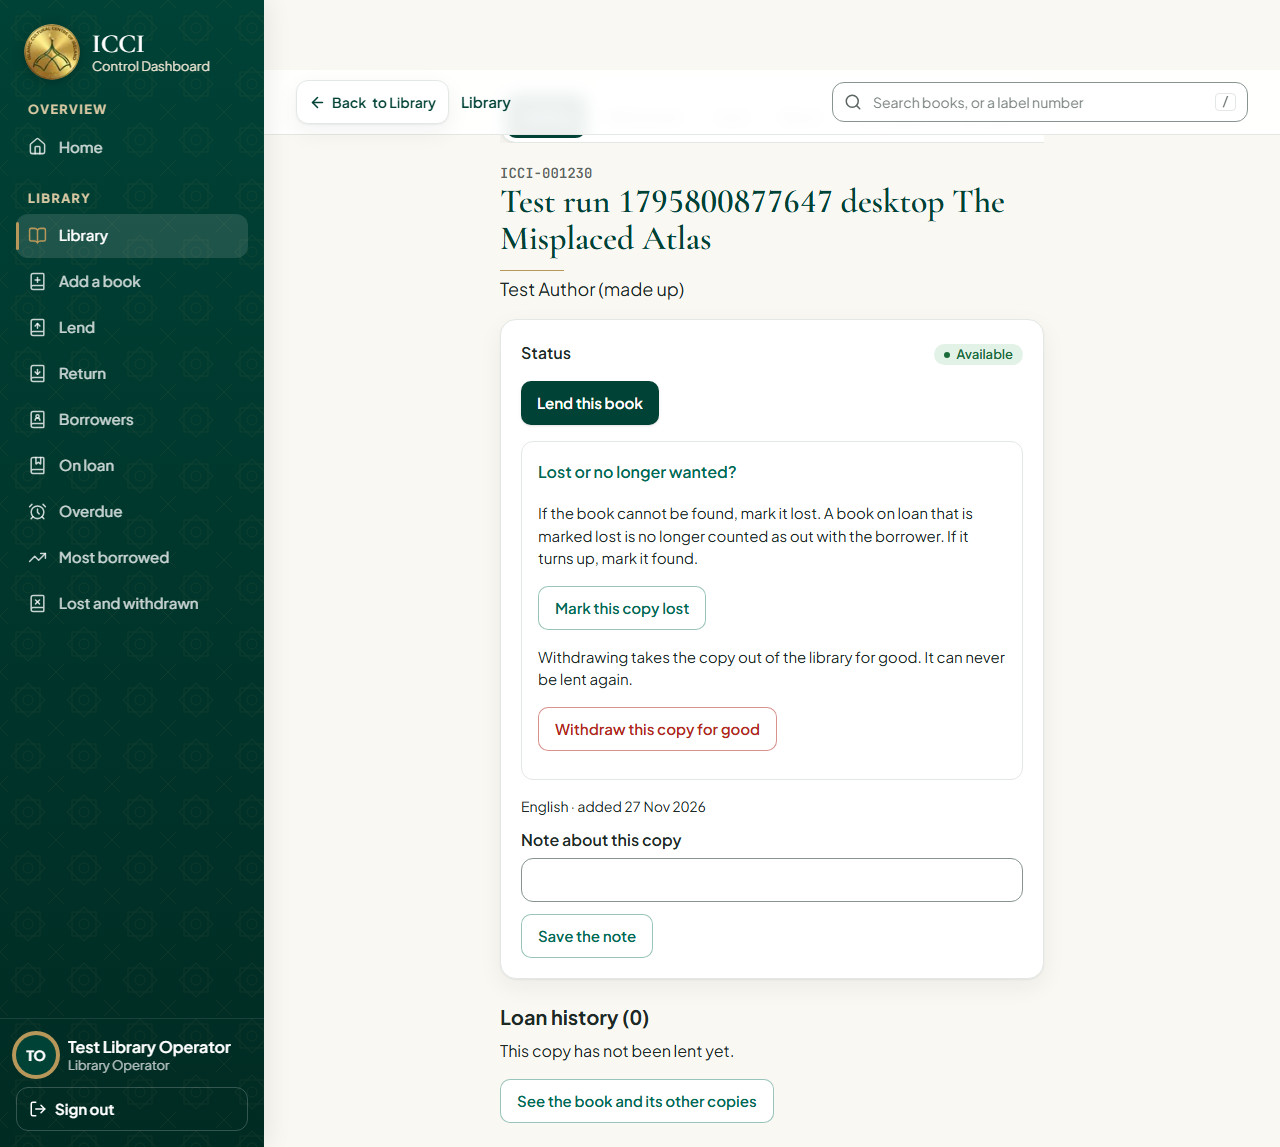 ICCI
Control Dashboard
OVERVIEW
Home
LIBRARY
Library
Add a book
Lend
Return
Borrowers
On loan
Overdue
Most borrowed
Lost and withdrawn
TO
Test Library Operator
Library Operator
Sign out
Back to Library
Library
Search books, or a label number
/
ICCI-001230
Test run 1795800877647 desktop The
Misplaced Atlas
Test Author (made up)
Status
Available
Lend this book
Lost or no longer wanted?
If the book cannot be found, mark it lost. A book on loan that is
marked lost is no longer counted as out with the borrower. If it
turns up, mark it found.
Mark this copy lost
Withdrawing takes the copy out of the library for good. It can never
be lent again.
Withdraw this copy for good
English · added 27 Nov 2026
Note about this copy
Save the note
Loan history (0)
This copy has not been lent yet.
See the book and its other copies